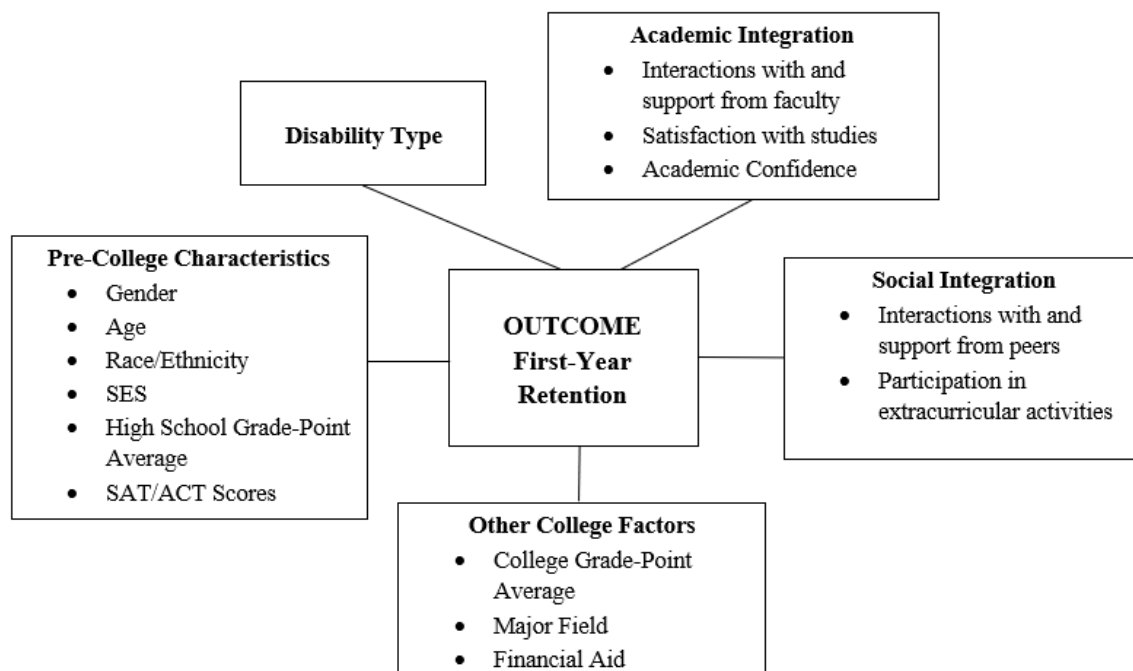 Academic Integration
• Interactions with and
support from faculty
• Satisfaction with studies
• Academic Confidence
Disability Type
Pre-College Characteristics
• Gender
• Age
• Race/Ethnicity
• SES
• High School Grade-Point
Average
• SAT/ACT Scores
OUTCOME
First-Year
Retention
Social Integration
• Interactions with and
support from peers
• Participation in
extracurricular activities
Other College Factors
• College Grade-Point
Average
• Major Field
• Financial Aid